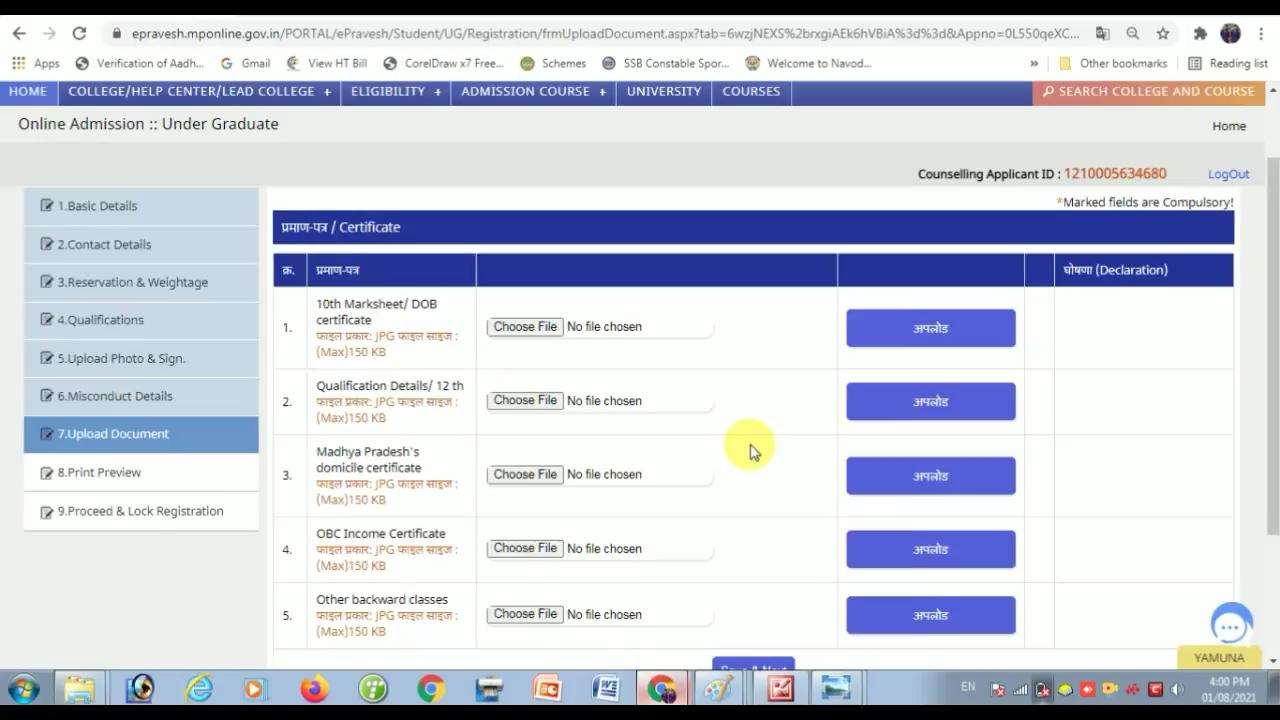 epravesh.mponline.gov.in/PORTAL/ePravesh/Student/UG/Registration/frmUploadDocument.aspx?tab=6wzjNEXS%2brxgiAEk6hVBiA%3d%3d&Appno=0L550qeXC...
Apps Verification of Aadh... Gmail View HT Bill CorelDraw x7 Free... Schemes SSB Constable Spor... Welcome to Navod... » Other bookmarks Reading list
HOME COLLEGE/HELP CENTER/LEAD COLLEGE + ELIGIBILITY + ADMISSION COURSE + UNIVERSITY COURSES SEARCH COLLEGE AND COURSE
Online Admission :: Under Graduate
Home
Counselling Applicant ID : 1210005634680 LogOut
*Marked fields are Compulsory!
1.Basic Details
2.Contact Details
3.Reservation & Weightage
4.Qualifications
5.Upload Photo & Sign.
6.Misconduct Details
7.Upload Document
8.Print Preview
9.Proceed & Lock Registration
प्रमाण-पत्र / Certificate
क्र. प्रमाण-पत्र घोषणा (Declaration)
1. 10th Marksheet/ DOB
certificate
फाइल प्रकार: JPG फाइल साइज :
(Max)150 KB
Choose File No file chosen अपलोड
2. Qualification Details/ 12 th
फाइल प्रकार: JPG फाइल साइज :
(Max)150 KB
Choose File No file chosen अपलोड
3. Madhya Pradesh's
domicile certificate
फाइल प्रकार: JPG फाइल साइज :
(Max)150 KB
Choose File No file chosen अपलोड
4. OBC Income Certificate
फाइल प्रकार: JPG फाइल साइज :
(Max)150 KB
Choose File No file chosen अपलोड
5. Other backward classes
फाइल प्रकार: JPG फाइल साइज :
(Max)150 KB
Choose File No file chosen अपलोड
Save & Next
YAMUNA
EN 4:00 PM
01/08/2021